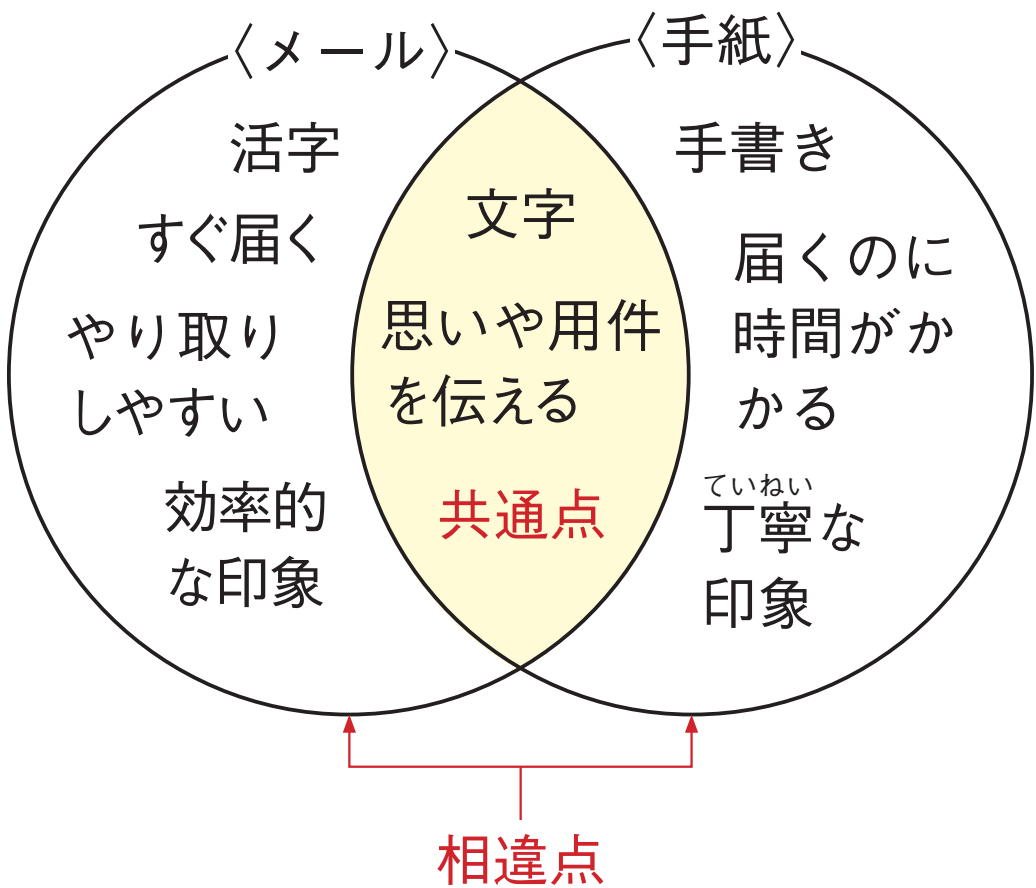 〈メール〉
活字
すぐ届く
やり取り
しやすい
効率的
な印象
文字
思いや用件
を伝える
共通点
〈手紙〉
手書き
届くのに
時間がか
かる
ていねい
丁寧な
印象
相違点